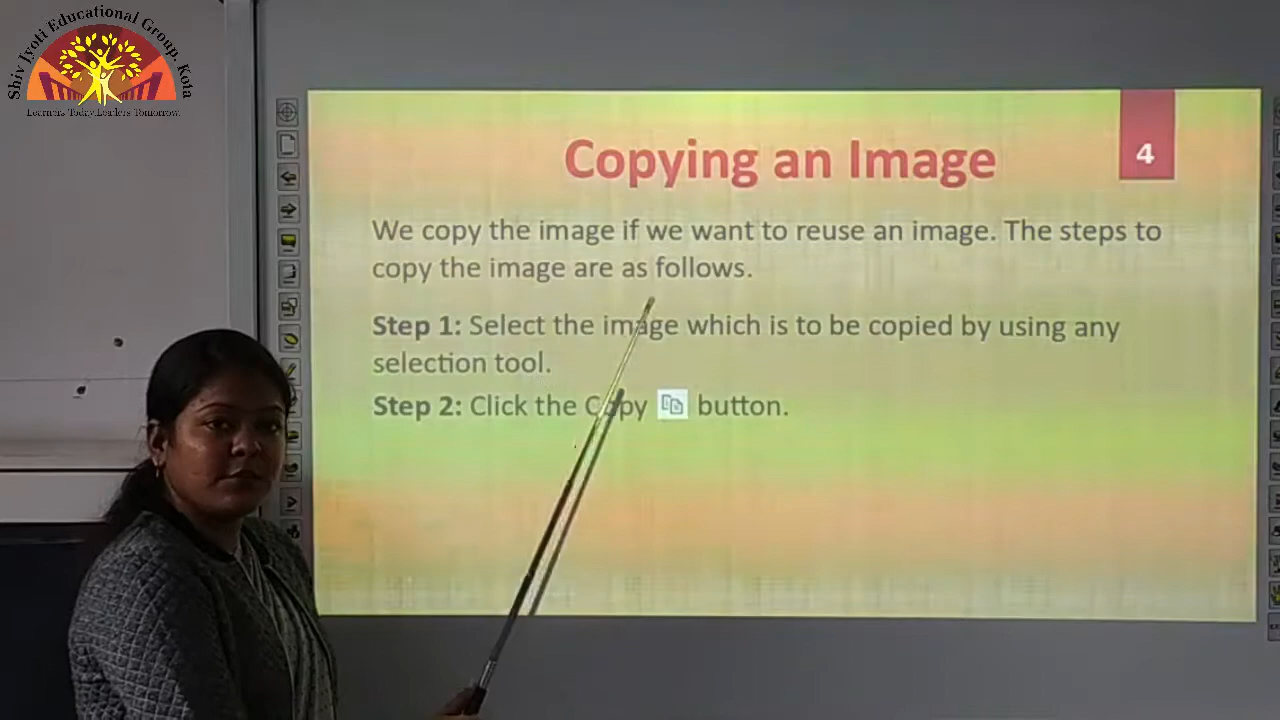 Shiv Jyoti Educational Group, Kota
Learners Today.Leaders Tomorrow.
Copying an Image
4
We copy the image if we want to reuse an image. The steps to
copy the image are as follows.
Step 1: Select the image which is to be copied by using any
selection tool.
Step 2: Click the Copy button.